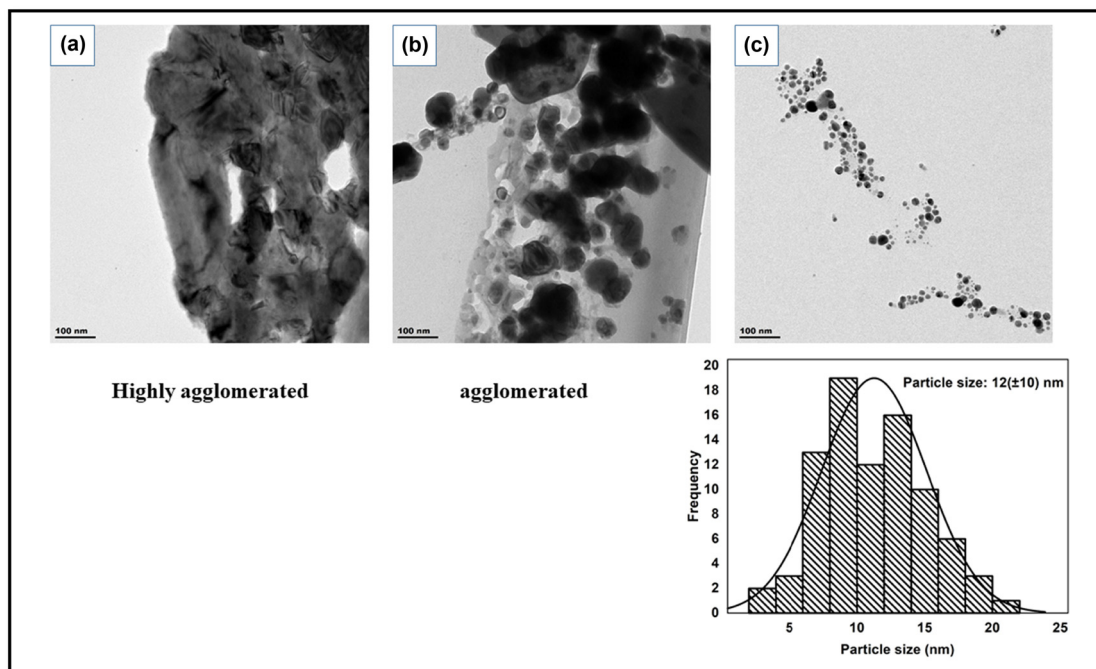 (a)
(b)
(c)
100 nm
100 nm
100 nm
Highly agglomerated
agglomerated
Particle size: 12(±10) nm
Frequency
20
18
16
14
12
10
8
6
4
2
0
5 10 15 20 25
Particle size (nm)